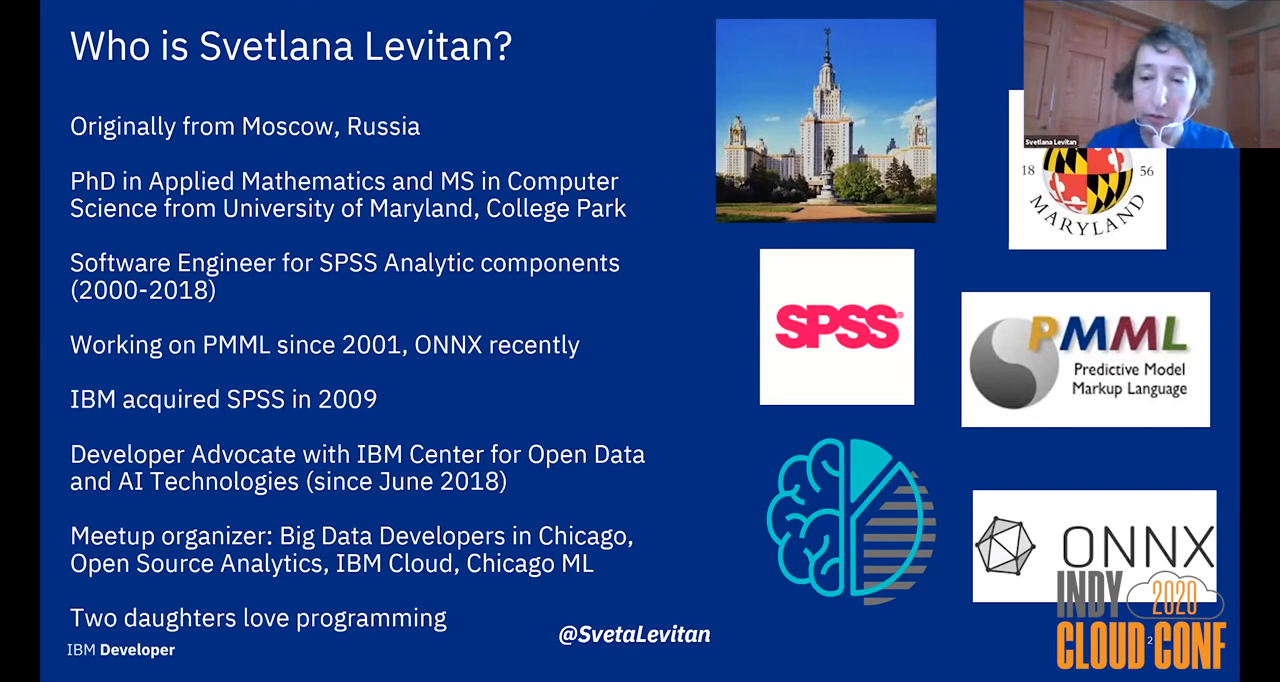 Who is Svetlana Levitan?
Originally from Moscow, Russia
PhD in Applied Mathematics and MS in Computer
Science from University of Maryland, College Park
Software Engineer for SPSS Analytic components
(2000-2018)
Working on PMML since 2001, ONNX recently
IBM acquired SPSS in 2009
Developer Advocate with IBM Center for Open Data
and AI Technologies (since June 2018)
Meetup organizer: Big Data Developers in Chicago,
Open Source Analytics, IBM Cloud, Chicago ML
Two daughters love programming
IBM Developer
@SvetaLevitan
Svetlana Levitan
18 56
MARYLAND
SPSS®
PMML
Predictive Model
Markup Language
ONNX
INDY 2020
CLOUD CONF
2